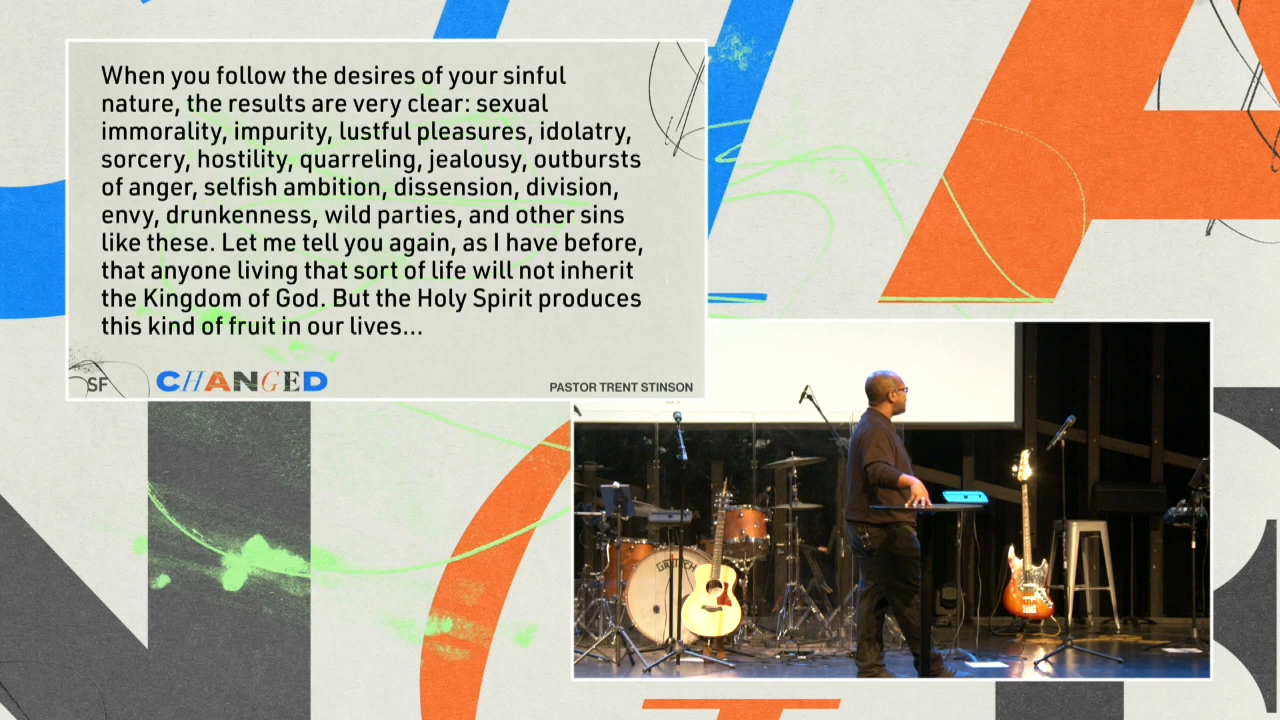 When you follow the desires of your sinful
nature, the results are very clear: sexual
immorality, impurity, lustful pleasures, idolatry,
sorcery, hostility, quarreling, jealousy, outbursts
of anger, selfish ambition, dissension, division,
envy, drunkenness, wild parties, and other sins
like these. Let me tell you again, as I have before,
that anyone living that sort of life will not inherit
the Kingdom of God. But the Holy Spirit produces
this kind of fruit in our lives...
SF
CHANGED
PASTOR TRENT STINSON
GRETSCH